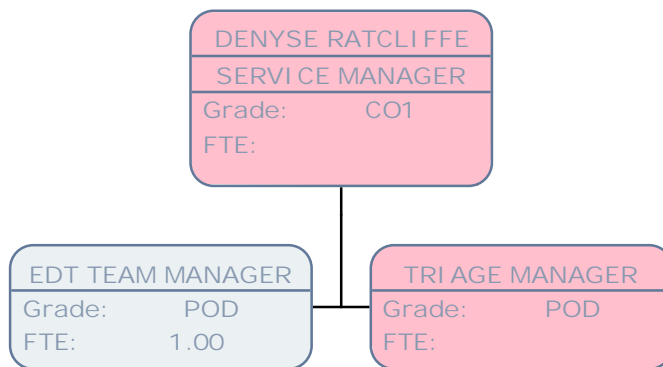 DENYSE RATCLIFFE
SERVICE MANAGER
Grade: CO1
FTE:
EDT TEAM MANAGER
Grade: POD
FTE: 1.00
TRIAGE MANAGER
Grade: POD
FTE: